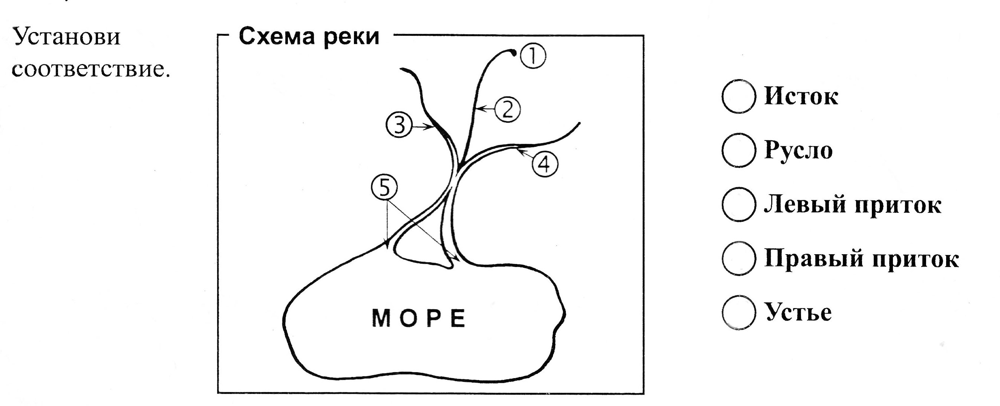 Установи
соответствие.
Схема реки
1
2
3
4
5
МОРЕ
Исток
Русло
Левый приток
Правый приток
Устье